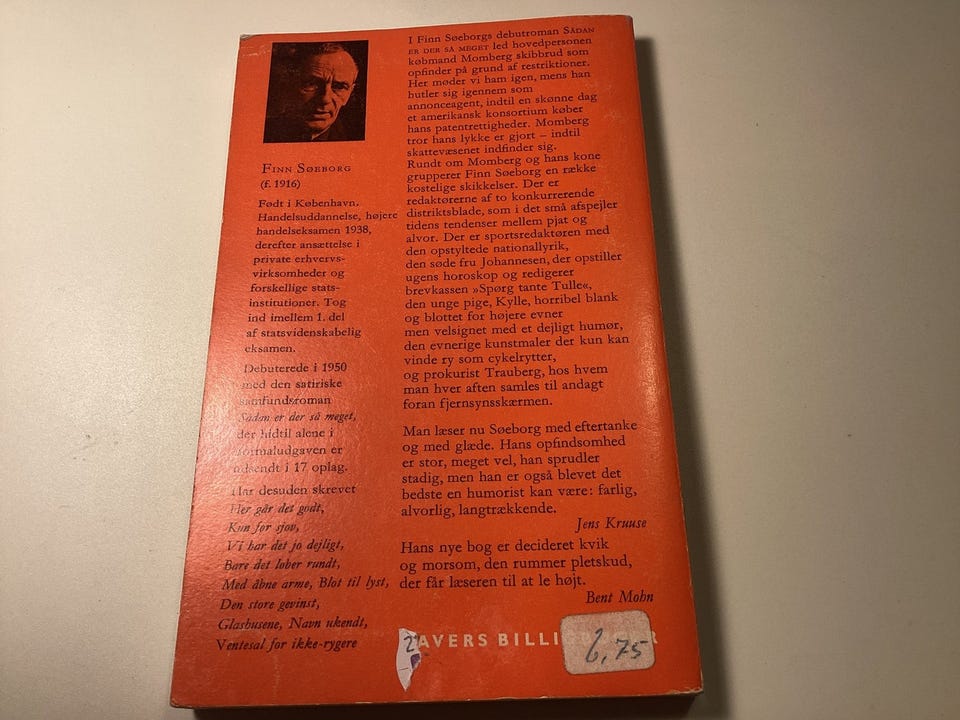 FINN SØEBORG
(f. 1916)
Født i København.
Handelsuddannelse, højere
handelseksamen 1938,
derefter ansættelse i
private erhvervs-
virksomheder og
forskellige stats-
institutioner. Tog
ind imellem 1. del
af statsvidenskabelig
eksamen.
Debuterede i 1950
med den satiriske
samfundsroman
Sådan er der så meget,
der hidtil alene i
normaludgaven er
udsendt i 17 oplag.
Har desuden skrevet
Her går det godt,
Kun for sjov,
Vi har det jo dejligt,
Bare det løber rundt,
Med åbne arme, Blot til lyst,
Den store gevinst,
Glashusene, Navn ukendt,
Ventesal for ikke-rygere
I Finn Søeborgs debutroman SÅDAN
ER DER SÅ MEGET led hovedpersonen
købmand Momberg skibbrud som
opfinder på grund af restriktioner.
Her møder vi ham igen, mens han
hutler sig igennem som
annonceagent, indtil en skønne dag
et amerikansk konsortium køber
hans patentrettigheder. Momberg
tror hans lykke er gjort – indtil
skattevæsenet indfinder sig.
Rundt om Momberg og hans kone
grupperer Finn Søeborg en række
kostelige skikkelser. Der er
redaktørerne af to konkurrerende
distriktsblade, som i det små afspejler
tidens tendenser mellem pjat og
alvor. Der er sportsredaktøren med
den opstyltede nationallyrik,
den søde fru Johannesen, der opstiller
ugens horoskop og redigerer
brevkassen »Spørg tante Tulle«,
den unge pige, Kylle, horribel blank
og blottet for højere evner
men velsignet med et dejligt humør,
den evnerige kunstmaler der kun kan
vinde ry som cykelrytter,
og prokurist Trauberg, hos hvem
man hver aften samles til andagt
foran fjernsynsskærmen.
Man læser nu Søeborg med eftertanke
og med glæde. Hans opfindsomhed
er stor, meget vel, han sprudler
stadig, men han er også blevet det
bedste en humorist kan være: farlig,
alvorlig, langtrækkende.
Jens Kruuse
Hans nye bog er decideret kvik
og morsom, den rummer pletskud,
der får læseren til at le højt.
Bent Mohn
2
AVERS BILLI R
6,75